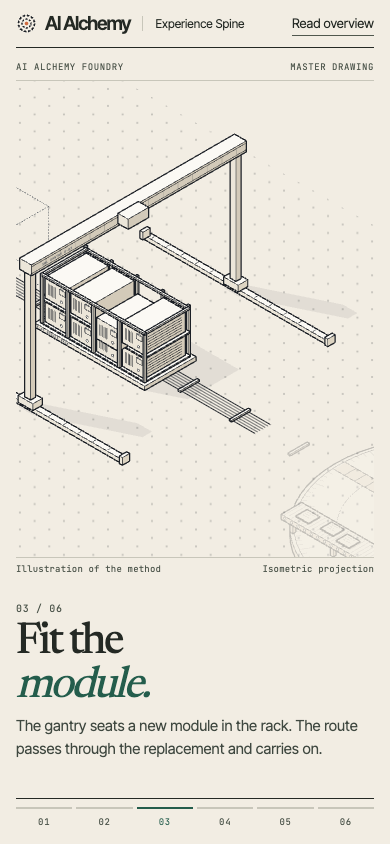 AI Alchemy
Experience Spine
Read overview
AI ALCHEMY FOUNDRY
MASTER DRAWING
Illustration of the method
Isometric projection
03 / 06
Fit the
module.
The gantry seats a new module in the rack. The route
passes through the replacement and carries on.
01 02 03 04 05 06